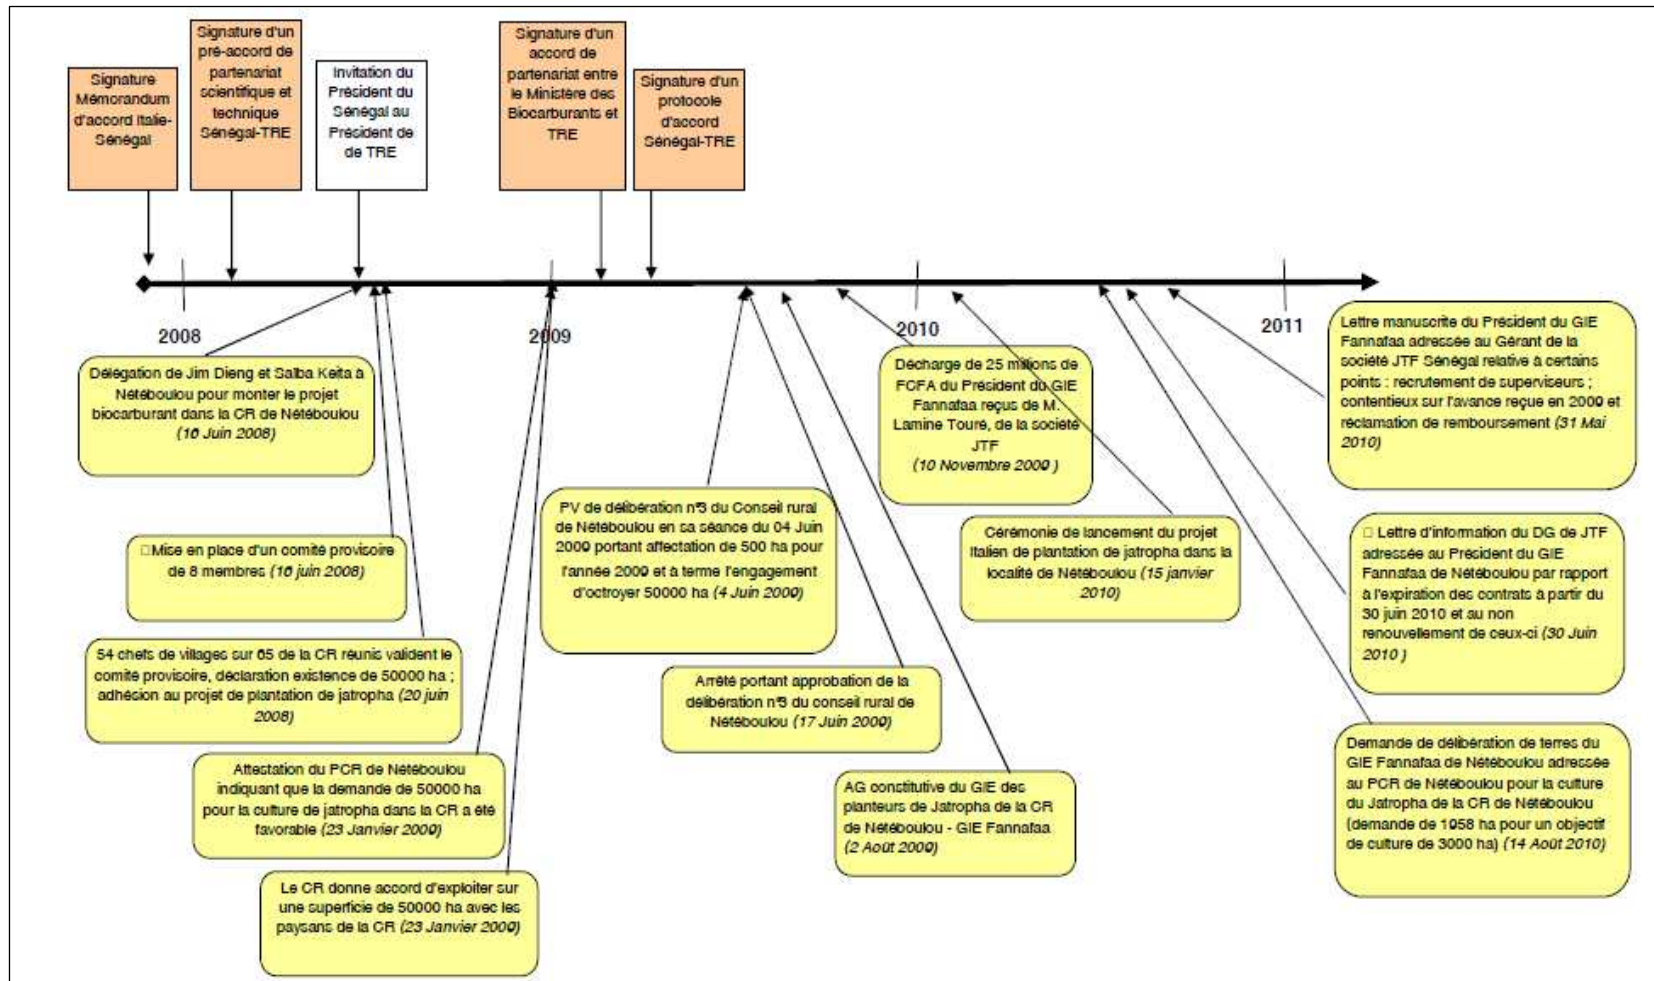 Signature
Mémorandum
d'accord Italie-
Sénégal
Signature d'un
pré-accord de
partenariat
scientifique et
technique
Sénégal-TRE
Invitation du
Président du
Sénégal au
Président de
de TRE
Signature d'un
accord de
partenariat entre
le Ministère des
Biocarburants et
TRE
Signature d'un
protocole
d'accord
Sénégal-TRE
2008
2009
2010
2011
Délégation de Jim Dieng et Saïba Keita à
Nétéboulou pour monter le projet
biocarburant dans la CR de Nétéboulou
(16 Juin 2008)
Mise en place d'un comité provisoire
de 8 membres (16 juin 2008)
54 chefs de villages sur 65 de la CR réunis valident le
comité provisoire, déclaration existence de 50000 ha ;
adhésion au projet de plantation de jatropha (20 juin
2008)
Attestation du PCR de Nétéboulou
indiquant que la demande de 50000 ha
pour la culture de jatropha dans la CR a été
favorable (23 Janvier 2009)
Le CR donne accord d'exploiter sur
une superficie de 50000 ha avec les
paysans de la CR (23 Janvier 2009)
PV de délibération n°3 du Conseil rural
de Nétéboulou en sa séance du 04 Juin
2009 portant affectation de 500 ha pour
l'année 2009 et à terme l'engagement
d'octroyer 50000 ha (4 Juin 2009)
Arrêté portant approbation de la
délibération n°3 du conseil rural de
Nétéboulou (17 Juin 2009)
AG constitutive du GIE des
planteurs de Jatropha de la CR
de Nétéboulou - GIE Fannafaa
(2 Août 2009)
Décharge de 25 millions de
FCFA du Président du GIE
Fannafaa reçus de M.
Lamine Touré, de la société
JTF
(10 Novembre 2009 )
Cérémonie de lancement du projet
Italien de plantation de jatropha dans la
localité de Nétéboulou (15 janvier
2010)
Lettre manuscrite du Président du GIE
Fannafaa adressée au Gérant de la
société JTF Sénégal relative à certains
points : recrutement de superviseurs ;
contentieux sur l'avance reçue en 2009 et
réclamation de remboursement (31 Mai
2010)
Lettre d'information du DG de JTF
adressée au Président du GIE
Fannafaa de Nétéboulou par rapport
à l'expiration des contrats à partir du
30 juin 2010 et au non
renouvellement de ceux-ci (30 Juin
2010 )
Demande de délibération de terres du
GIE Fannafaa de Nétéboulou adressée
au PCR de Nétéboulou pour la culture
du Jatropha de la CR de Nétéboulou
(demande de 1958 ha pour un objectif
de culture de 3000 ha) (14 Août 2010)